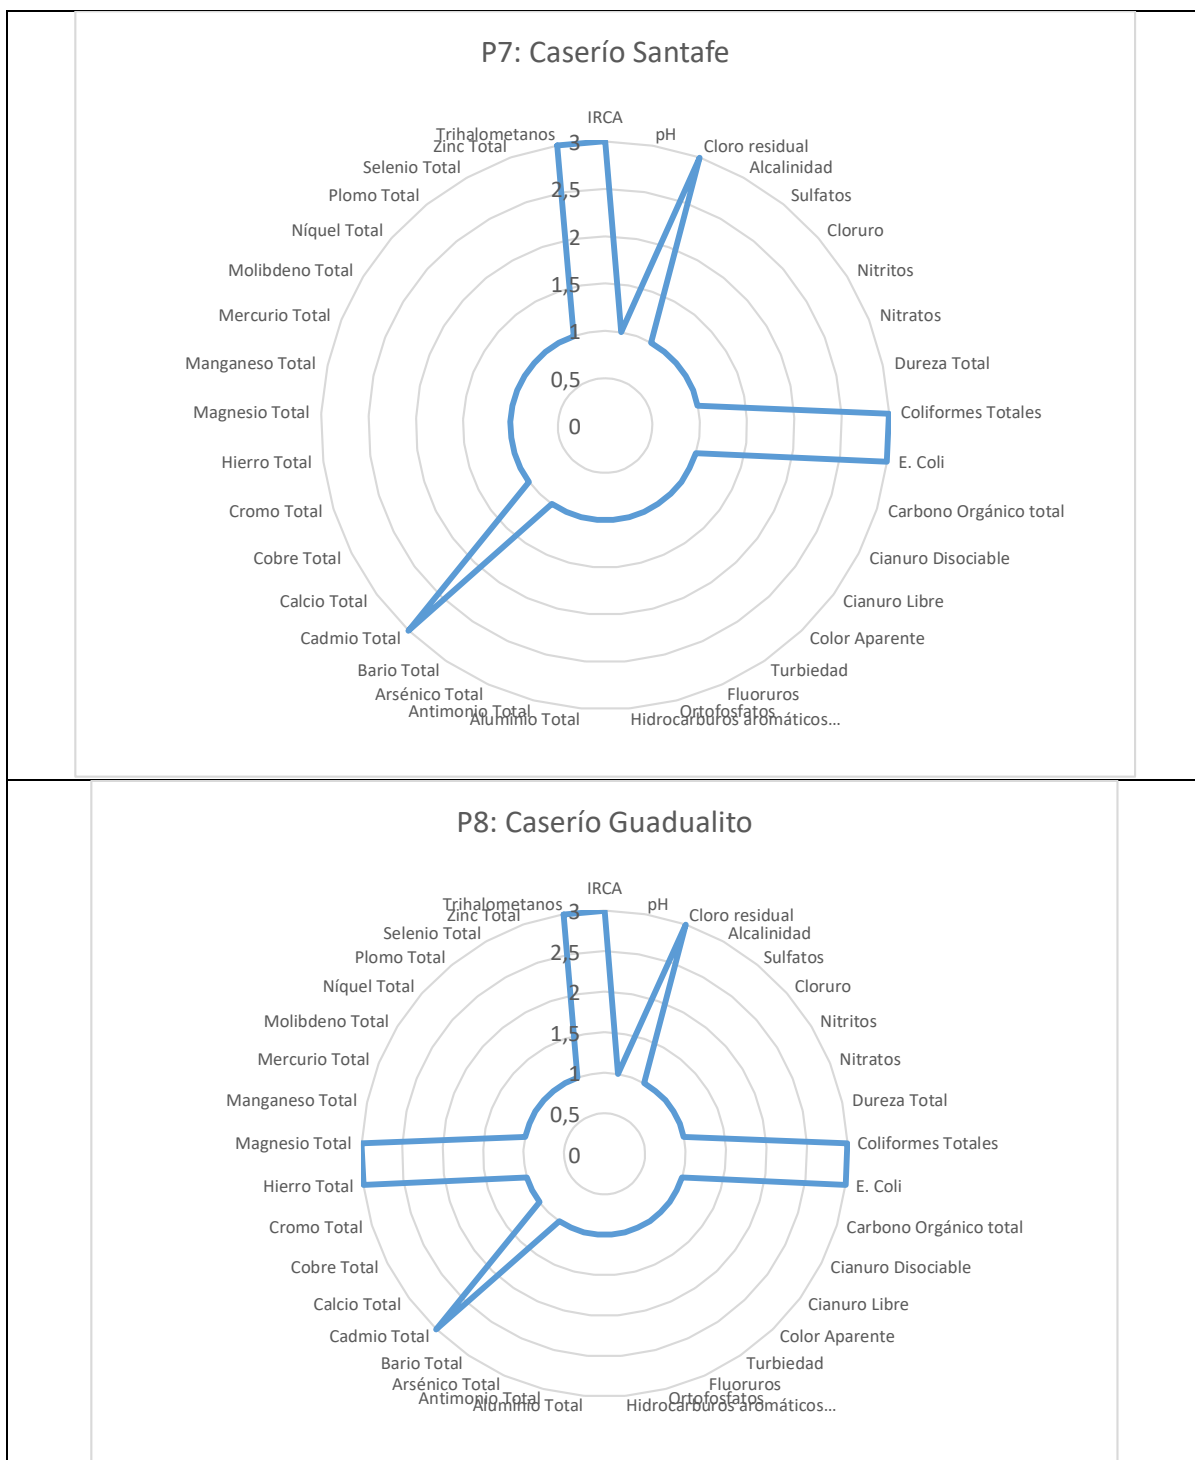 P7: Caserío Santafe
IRCA
pH
Cloro residual
Alcalinidad
Sulfatos
Cloruro
Nitritos
Nitratos
Dureza Total
Coliformes Totales
E. Coli
Carbono Orgánico total
Cianuro Disociable
Cianuro Libre
Color Aparente
Turbiedad
Fluoruros
Ortofosfatos
Hidrocarburos aromáticos...
Aluminio Total
Antimonio Total
Arsénico Total
Bario Total
Cadmio Total
Calcio Total
Cobre Total
Cromo Total
Hierro Total
Magnesio Total
Manganeso Total
Mercurio Total
Molibdeno Total
Níquel Total
Plomo Total
Selenio Total
Zinc Total
Trihalometanos
3
2,5
2
1,5
1
0,5
0
P8: Caserío Guadualito
IRCA
pH
Cloro residual
Alcalinidad
Sulfatos
Cloruro
Nitritos
Nitratos
Dureza Total
Coliformes Totales
E. Coli
Carbono Orgánico total
Cianuro Disociable
Cianuro Libre
Color Aparente
Turbiedad
Fluoruros
Ortofosfatos
Hidrocarburos aromáticos...
Aluminio Total
Antimonio Total
Arsénico Total
Bario Total
Cadmio Total
Calcio Total
Cobre Total
Cromo Total
Hierro Total
Magnesio Total
Manganeso Total
Mercurio Total
Molibdeno Total
Níquel Total
Plomo Total
Selenio Total
Zinc Total
Trihalometanos
3
2,5
2
1,5
1
0,5
0